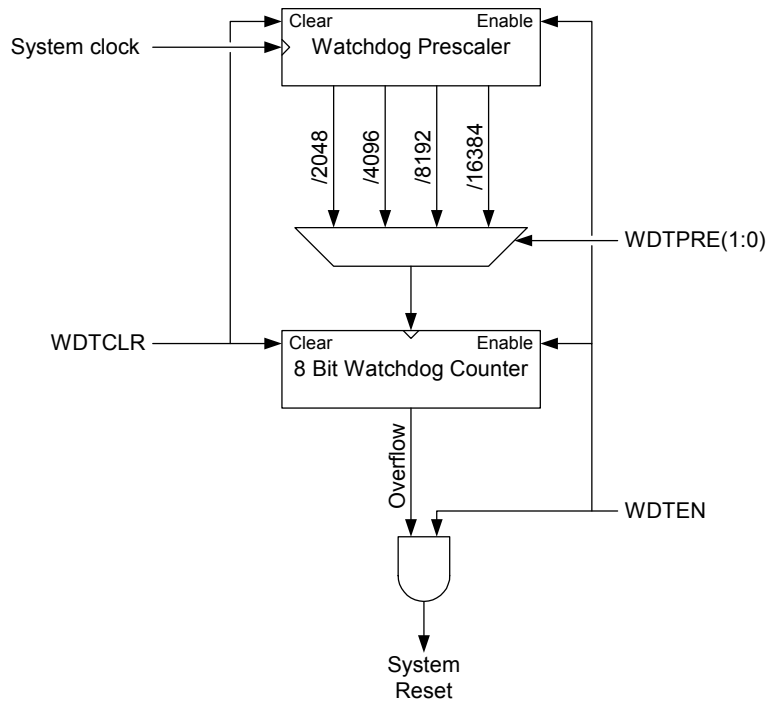 Clear
Enable
System clock
Watchdog Prescaler
/2048
/4096
/8192
/16384
WDTPRE(1:0)
WDTCLR
Clear
Enable
8 Bit Watchdog Counter
Overflow
WDTEN
System
Reset